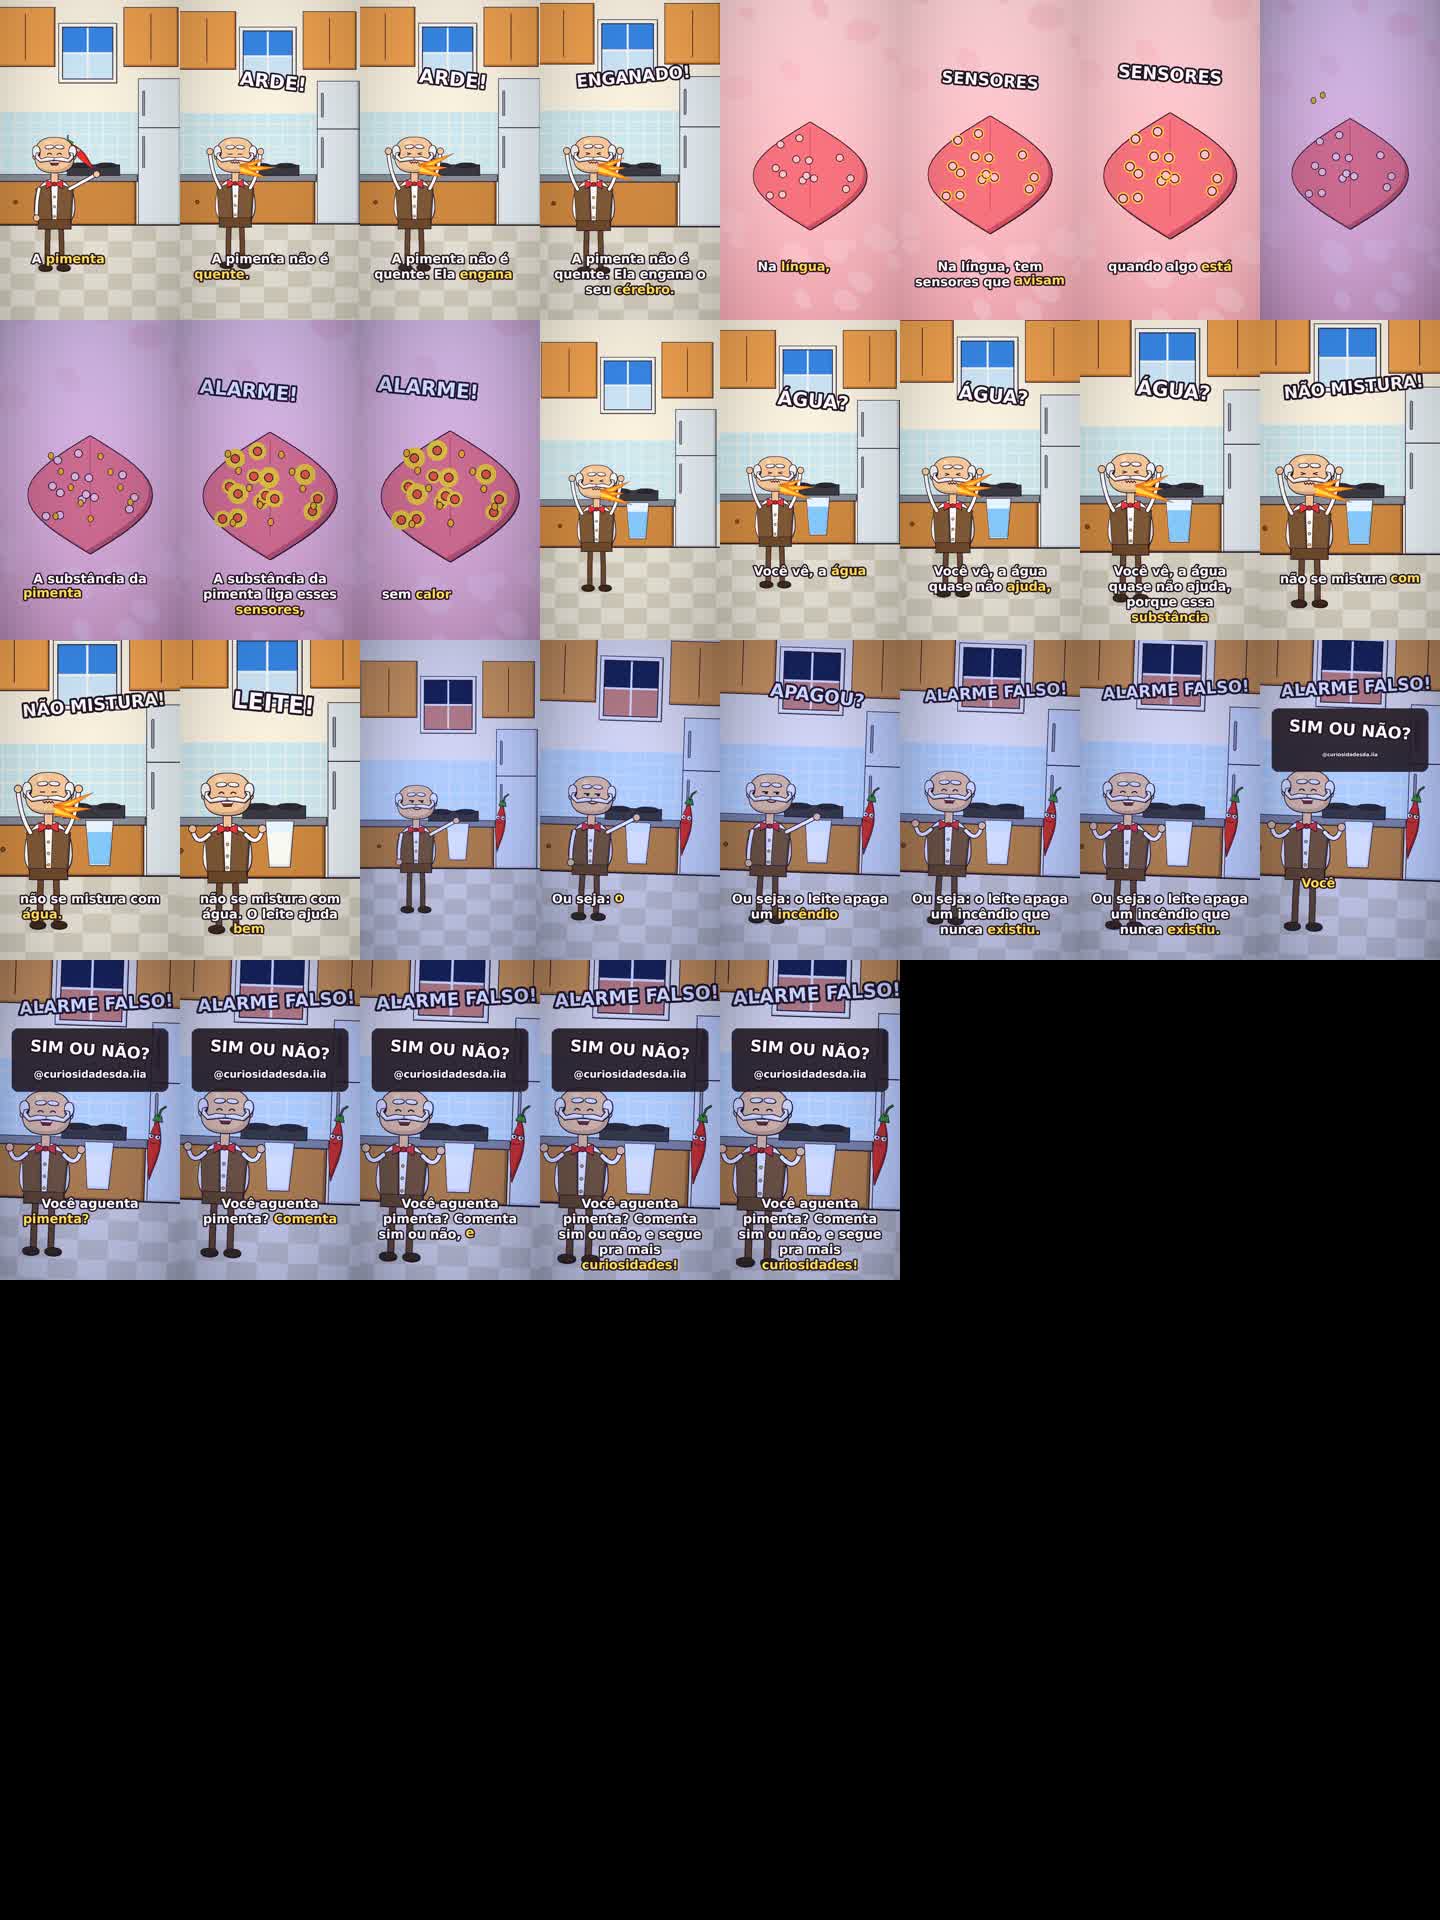 A pimenta
ARDE!
A pimenta não é
quente.
ARDE!
A pimenta não é
quente. Ela engana
ENGANADO!
A pimenta não é
quente. Ela engana o
seu cérebro.
Na língua,
SENSORES
Na língua, tem
sensores que avisam
SENSORES
quando algo está
A substância da
pimenta
ALARME!
A substância da
pimenta liga esses
sensores,
ALARME!
sem calor
ÁGUA?
Você vê, a água
ÁGUA?
Você vê, a água
quase não ajuda,
ÁGUA?
Você vê, a água
quase não ajuda,
porque essa
substância
NÃO MISTURA!
não se mistura com
NÃO MISTURA!
não se mistura com
água.
LEITE!
não se mistura com
água. O leite ajuda
bem
Ou seja: o
APAGOU?
Ou seja: o leite apaga
um incêndio
ALARME FALSO!
Ou seja: o leite apaga
um incêndio que
nunca existiu.
ALARME FALSO!
Ou seja: o leite apaga
um incêndio que
nunca existiu.
ALARME FALSO!
SIM OU NÃO?
@curiosidadesda.iia
Você
ALARME FALSO!
SIM OU NÃO?
@curiosidadesda.iia
Você aguenta
pimenta?
ALARME FALSO!
SIM OU NÃO?
@curiosidadesda.iia
Você aguenta
pimenta? Comenta
ALARME FALSO!
SIM OU NÃO?
@curiosidadesda.iia
Você aguenta
pimenta? Comenta
sim ou não, e
ALARME FALSO!
SIM OU NÃO?
@curiosidadesda.iia
Você aguenta
pimenta? Comenta
sim ou não, e segue
pra mais
curiosidades!
ALARME FALSO!
SIM OU NÃO?
@curiosidadesda.iia
Você aguenta
pimenta? Comenta
sim ou não, e segue
pra mais
curiosidades!